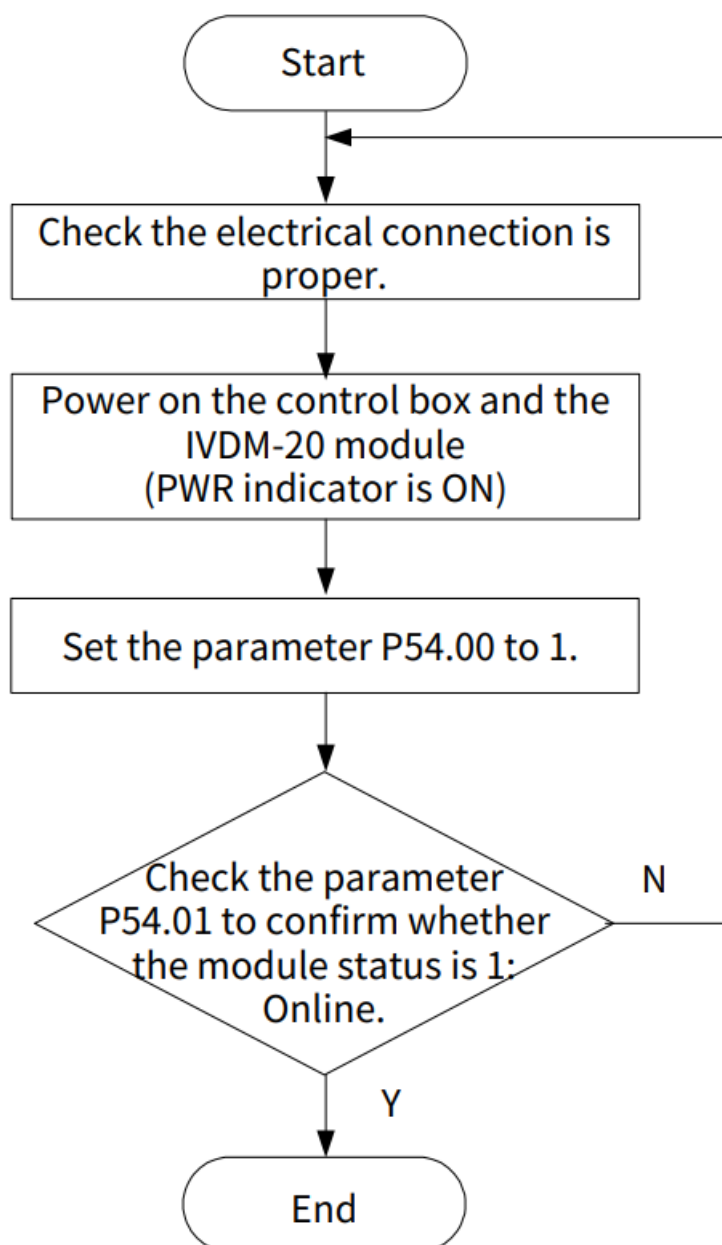 Start
Check the electrical connection is
proper.
Power on the control box and the
IVDM-20 module
(PWR indicator is ON)
Set the parameter P54.00 to 1.
Check the parameter
P54.01 to confirm whether
the module status is 1:
Online.
N
Y
End